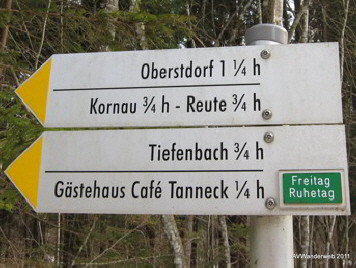 Oberstdorf 1 ¼ h
Kornau ¾ h - Reute ¾ h
Tiefenbach ¾ h
Gästehaus Café Tanneck ¼ h
Freitag
Ruhetag
©VVWanderweib 2011